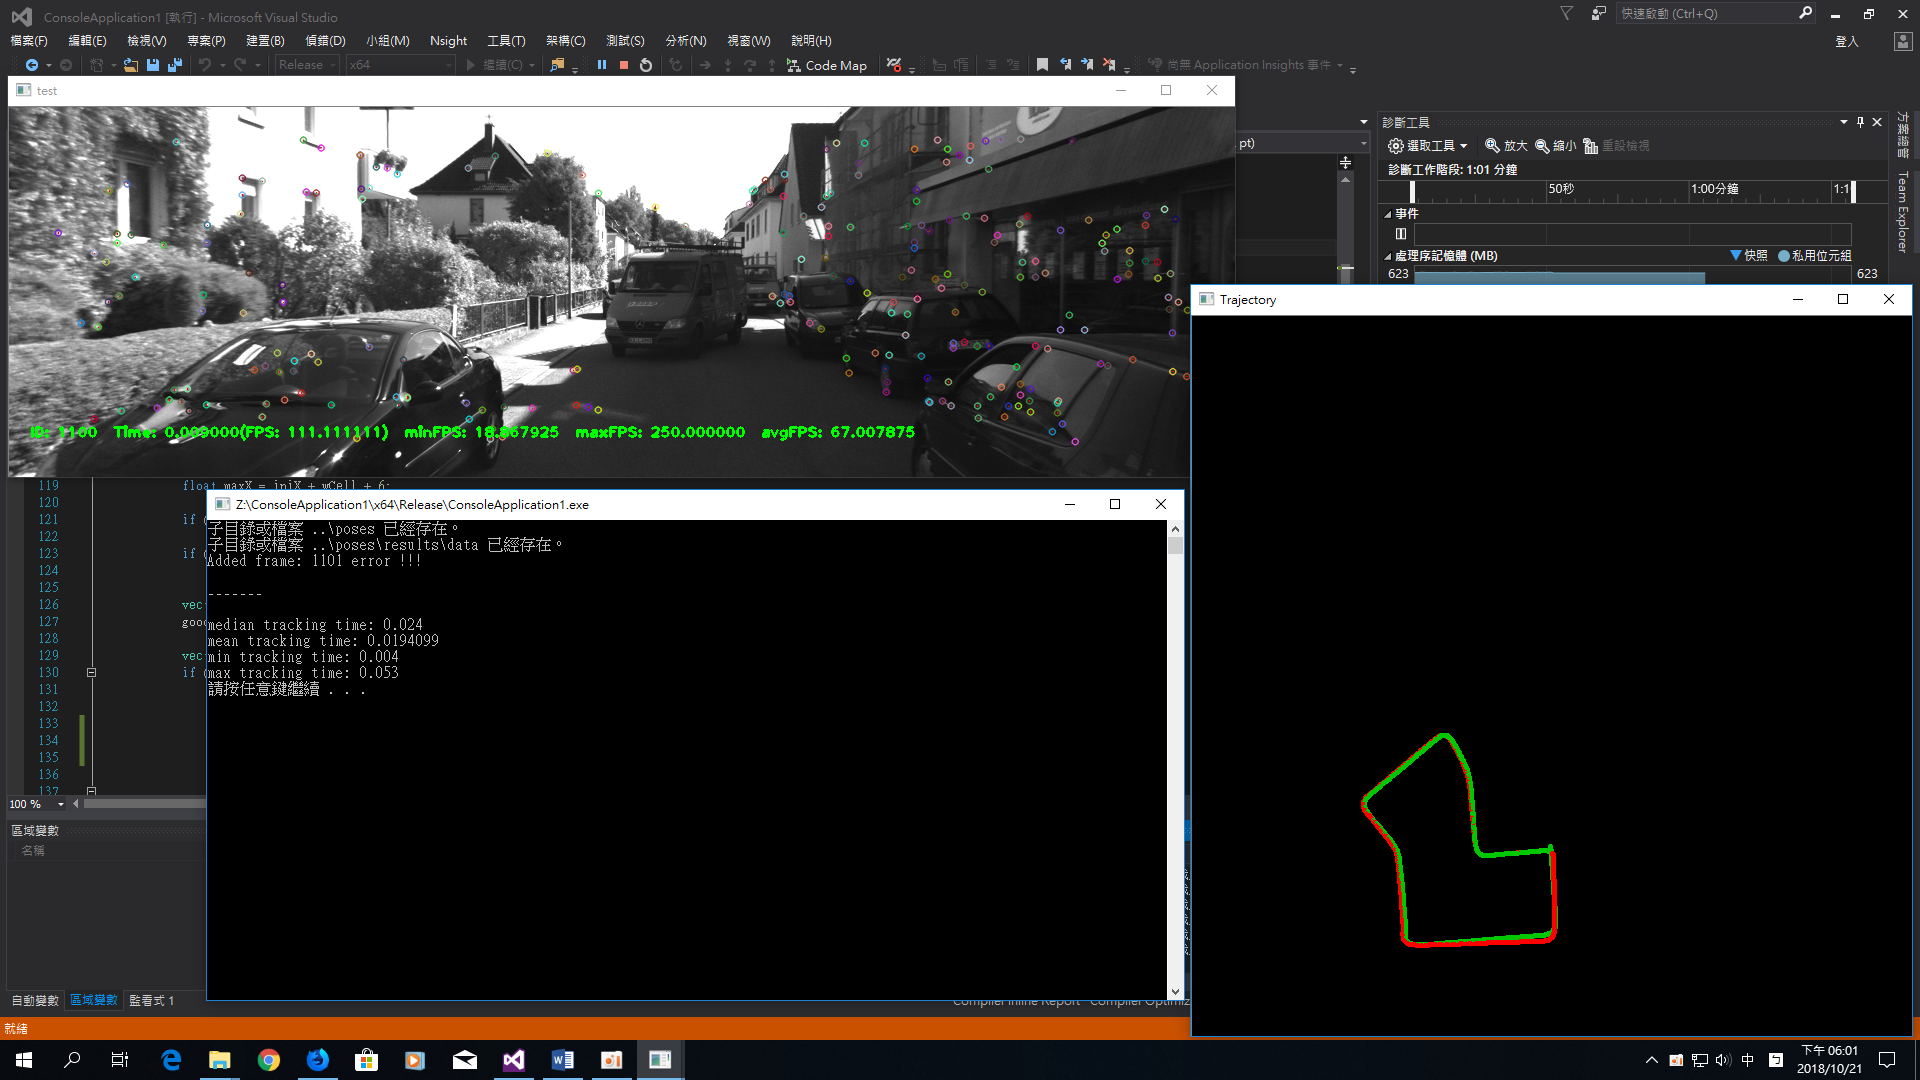 ConsoleApplication1 [執行] - Microsoft Visual Studio
快速啟動 (Ctrl+Q)
檔案(F) 編輯(E) 檢視(V) 專案(P) 建置(B) 偵錯(D) 小組(M) Nsight 工具(T) 架構(C) 測試(S) 分析(N) 視窗(W) 說明(H)
登入
Release x64 繼續(C) Code Map 尚無 Application Insights 事件
test
pt)
診斷工具
選取工具 放大 縮小 重設檢視
診斷工作階段: 1:01 分鐘
50秒 1:00分鐘 1:1
事件
處理序記憶體 (MB) 快照 私用位元組
623 623
方案總管
Team Explorer
ID: 1100 Time: 0.009000(FPS: 111.111111) minFPS: 18.867925 maxFPS: 250.000000 avgFPS: 67.007875
Trajectory
119 float maxX = iniX + wCell + 6;
120
121 if
122
123 if
124
125
126 vec
127 good
128
129 vec
130 if
131
132
133
134
135
136
137
100 %
Z:\ConsoleApplication1\x64\Release\ConsoleApplication1.exe
子目錄或檔案 ..\poses 已經存在。
子目錄或檔案 ..\poses\results\data 已經存在。
Added frame: 1101 error !!!
-------
median tracking time: 0.024
mean tracking time: 0.0194099
min tracking time: 0.004
max tracking time: 0.053
請按任意鍵繼續 . . .
區域變數
名稱
自動變數 區域變數 監看式 1
Compiler Inline Report Compiler Optimiz
就緒
中
下午 06:01
2018/10/21